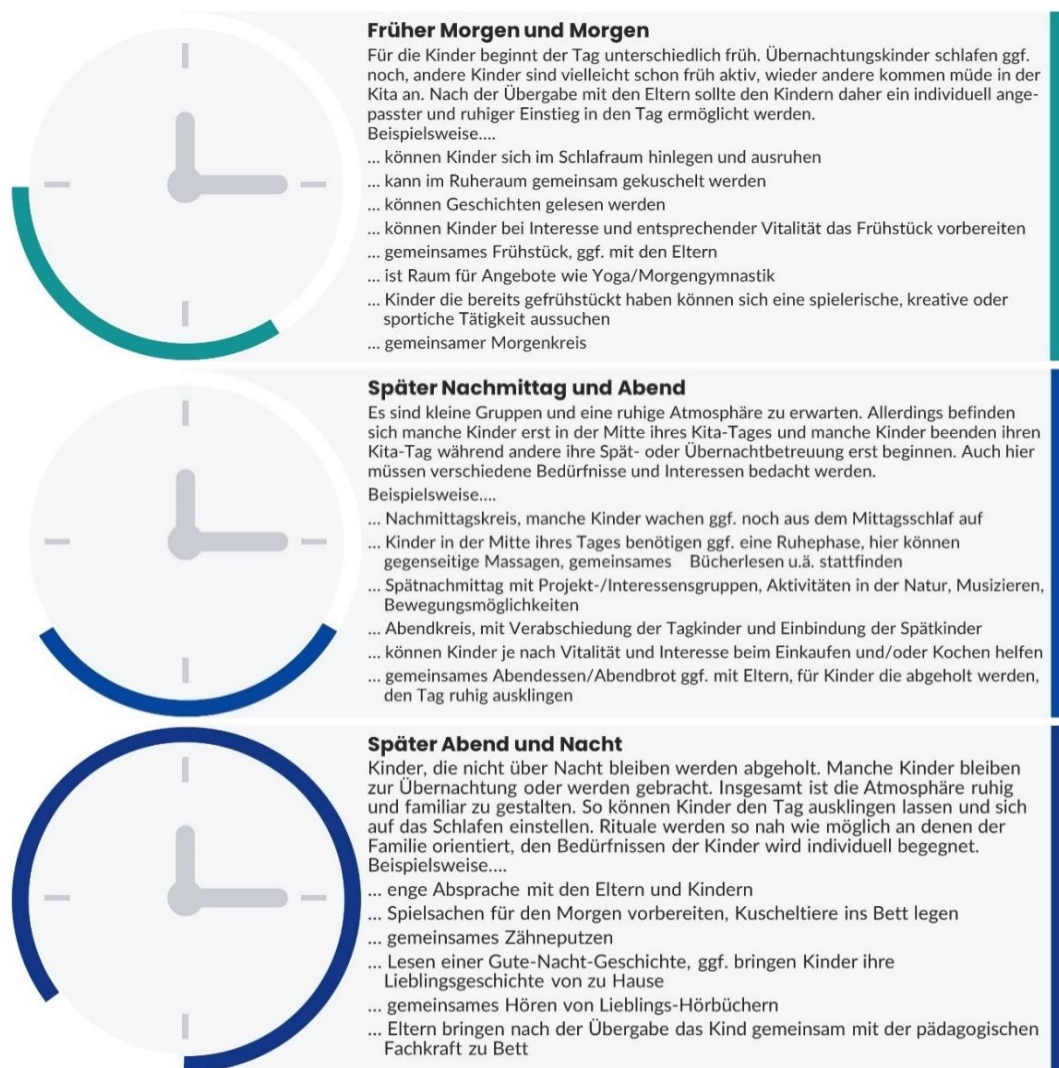 Früher Morgen und Morgen
Für die Kinder beginnt der Tag unterschiedlich früh. Übernachtungskinder schlafen ggf.
noch, andere Kinder sind vielleicht schon früh aktiv, wieder andere kommen müde in der
Kita an. Nach der Übergabe mit den Eltern sollte den Kindern daher ein individuell ange-
passter und ruhiger Einstieg in den Tag ermöglicht werden.
Beispielsweise....
... können Kinder sich im Schlafraum hinlegen und ausruhen
... kann im Ruheraum gemeinsam gekuschelt werden
... können Geschichten gelesen werden
... können Kinder bei Interesse und entsprechender Vitalität das Frühstück vorbereiten
... gemeinsames Frühstück, ggf. mit den Eltern
... ist Raum für Angebote wie Yoga/Morgengymnastik
... Kinder die bereits gefrühstückt haben können sich eine spielerische, kreative oder
sportiche Tätigkeit aussuchen
... gemeinsamer Morgenkreis
Später Nachmittag und Abend
Es sind kleine Gruppen und eine ruhige Atmosphäre zu erwarten. Allerdings befinden
sich manche Kinder erst in der Mitte ihres Kita-Tages und manche Kinder beenden ihren
Kita-Tag während andere ihre Spät- oder Übernachtbetreuung erst beginnen. Auch hier
müssen verschiedene Bedürfnisse und Interessen bedacht werden.
Beispielsweise....
... Nachmittagskreis, manche Kinder wachen ggf. noch aus dem Mittagsschlaf auf
... Kinder in der Mitte ihres Tages benötigen ggf. eine Ruhephase, hier können
gegenseitige Massagen, gemeinsames Bücherlesen u.ä. stattfinden
... Spätnachmittag mit Projekt-/Interessensgruppen, Aktivitäten in der Natur, Musizieren,
Bewegungsmöglichkeiten
... Abendkreis, mit Verabschiedung der Tagkinder und Einbindung der Spätkinder
... können Kinder je nach Vitalität und Interesse beim Einkaufen und/oder Kochen helfen
... gemeinsames Abendessen/Abendbrot ggf. mit Eltern, für Kinder die abgeholt werden,
den Tag ruhig ausklingen
Später Abend und Nacht
Kinder, die nicht über Nacht bleiben werden abgeholt. Manche Kinder bleiben
zur Übernachtung oder werden gebracht. Insgesamt ist die Atmosphäre ruhig
und familiar zu gestalten. So können Kinder den Tag ausklingen lassen und sich
auf das Schlafen einstellen. Rituale werden so nah wie möglich an denen der
Familie orientiert, den Bedürfnissen der Kinder wird individuell begegnet.
Beispielsweise....
... enge Absprache mit den Eltern und Kindern
... Spielsachen für den Morgen vorbereiten, Kuscheltiere ins Bett legen
... gemeinsames Zähneputzen
... Lesen einer Gute-Nacht-Geschichte, ggf. bringen Kinder ihre
Lieblingsgeschichte von zu Hause
... gemeinsames Hören von Lieblings-Hörbüchern
... Eltern bringen nach der Übergabe das Kind gemeinsam mit der pädagogischen
Fachkraft zu Bett